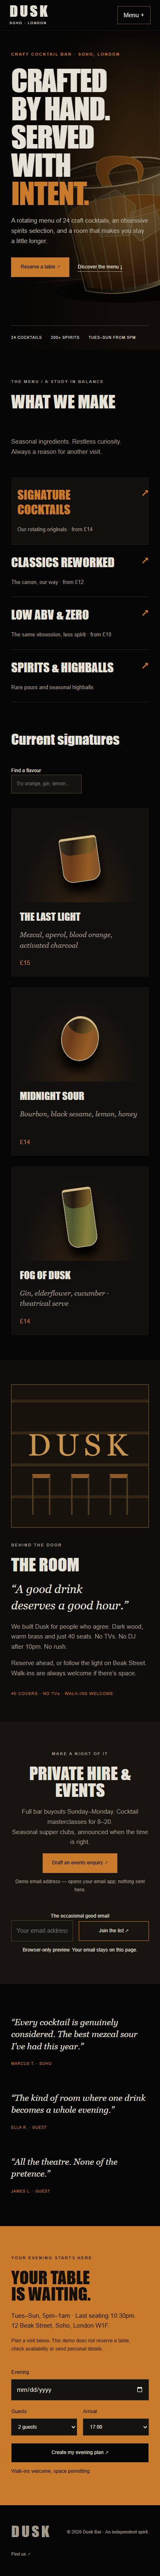 DUSK
SOHO · LONDON
Menu +
CRAFT COCKTAIL BAR · SOHO, LONDON
CRAFTED
BY HAND.
SERVED
WITH
INTENT.
A rotating menu of 24 craft cocktails, an obsessive
spirits selection, and a room that makes you stay
a little longer.
Reserve a table ↗
Discover the menu ↓
24 COCKTAILS 200+ SPIRITS TUES–SUN FROM 5PM
THE MENU / A STUDY IN BALANCE
WHAT WE MAKE
Seasonal ingredients. Restless curiosity.
Always a reason for another visit.
SIGNATURE
COCKTAILS
↗
Our rotating originals · from £14
CLASSICS REWORKED ↗
The canon, our way · from £12
LOW ABV & ZERO ↗
The same obsession, less spirit · from £10
SPIRITS & HIGHBALLS ↗
Rare pours and seasonal highballs
Current signatures
Find a flavour
Try orange, gin, lemon…
THE LAST LIGHT
Mezcal, aperol, blood orange,
activated charcoal
£15
MIDNIGHT SOUR
Bourbon, black sesame, lemon, honey
£14
FOG OF DUSK
Gin, elderflower, cucumber ·
theatrical serve
£14
DUSK
BEHIND THE DOOR
THE ROOM
“A good drink
deserves a good hour.”
We built Dusk for people who agree. Dark wood,
warm brass and just 40 seats. No TVs. No DJ
after 10pm. No rush.
Reserve ahead, or follow the light on Beak Street.
Walk-ins are always welcome if there's space.
40 COVERS · NO TVs · WALK-INS WELCOME
MAKE A NIGHT OF IT
PRIVATE HIRE &
EVENTS
Full bar buyouts Sunday–Monday. Cocktail
masterclasses for 8–20.
Seasonal supper clubs, announced when the time
is right.
Draft an events enquiry ↗
Demo email address — opens your email app; nothing sent
here.
The occasional good email
Your email address
Join the list ↗
Browser-only preview. Your email stays on this page.
“Every cocktail is genuinely
considered. The best mezcal sour
I've had this year.”
MARCUS T. · SOHO
“The kind of room where one drink
becomes a whole evening.”
ELLA R. · GUEST
“All the theatre. None of the
pretence.”
JAMES L. · GUEST
YOUR EVENING STARTS HERE
YOUR TABLE
IS WAITING.
Tues–Sun, 5pm–1am · Last seating 10:30pm.
12 Beak Street, Soho, London W1F.
Plan a visit below. This demo does not reserve a table,
check availability or send personal details.
Evening
mm/dd/yyyy
Guests Arrival
2 guests 17:00
Create my evening plan ↗
Walk-ins welcome, space permitting.
DUSK
© 2026 Dusk Bar · An independent spirit.
Find us ↗